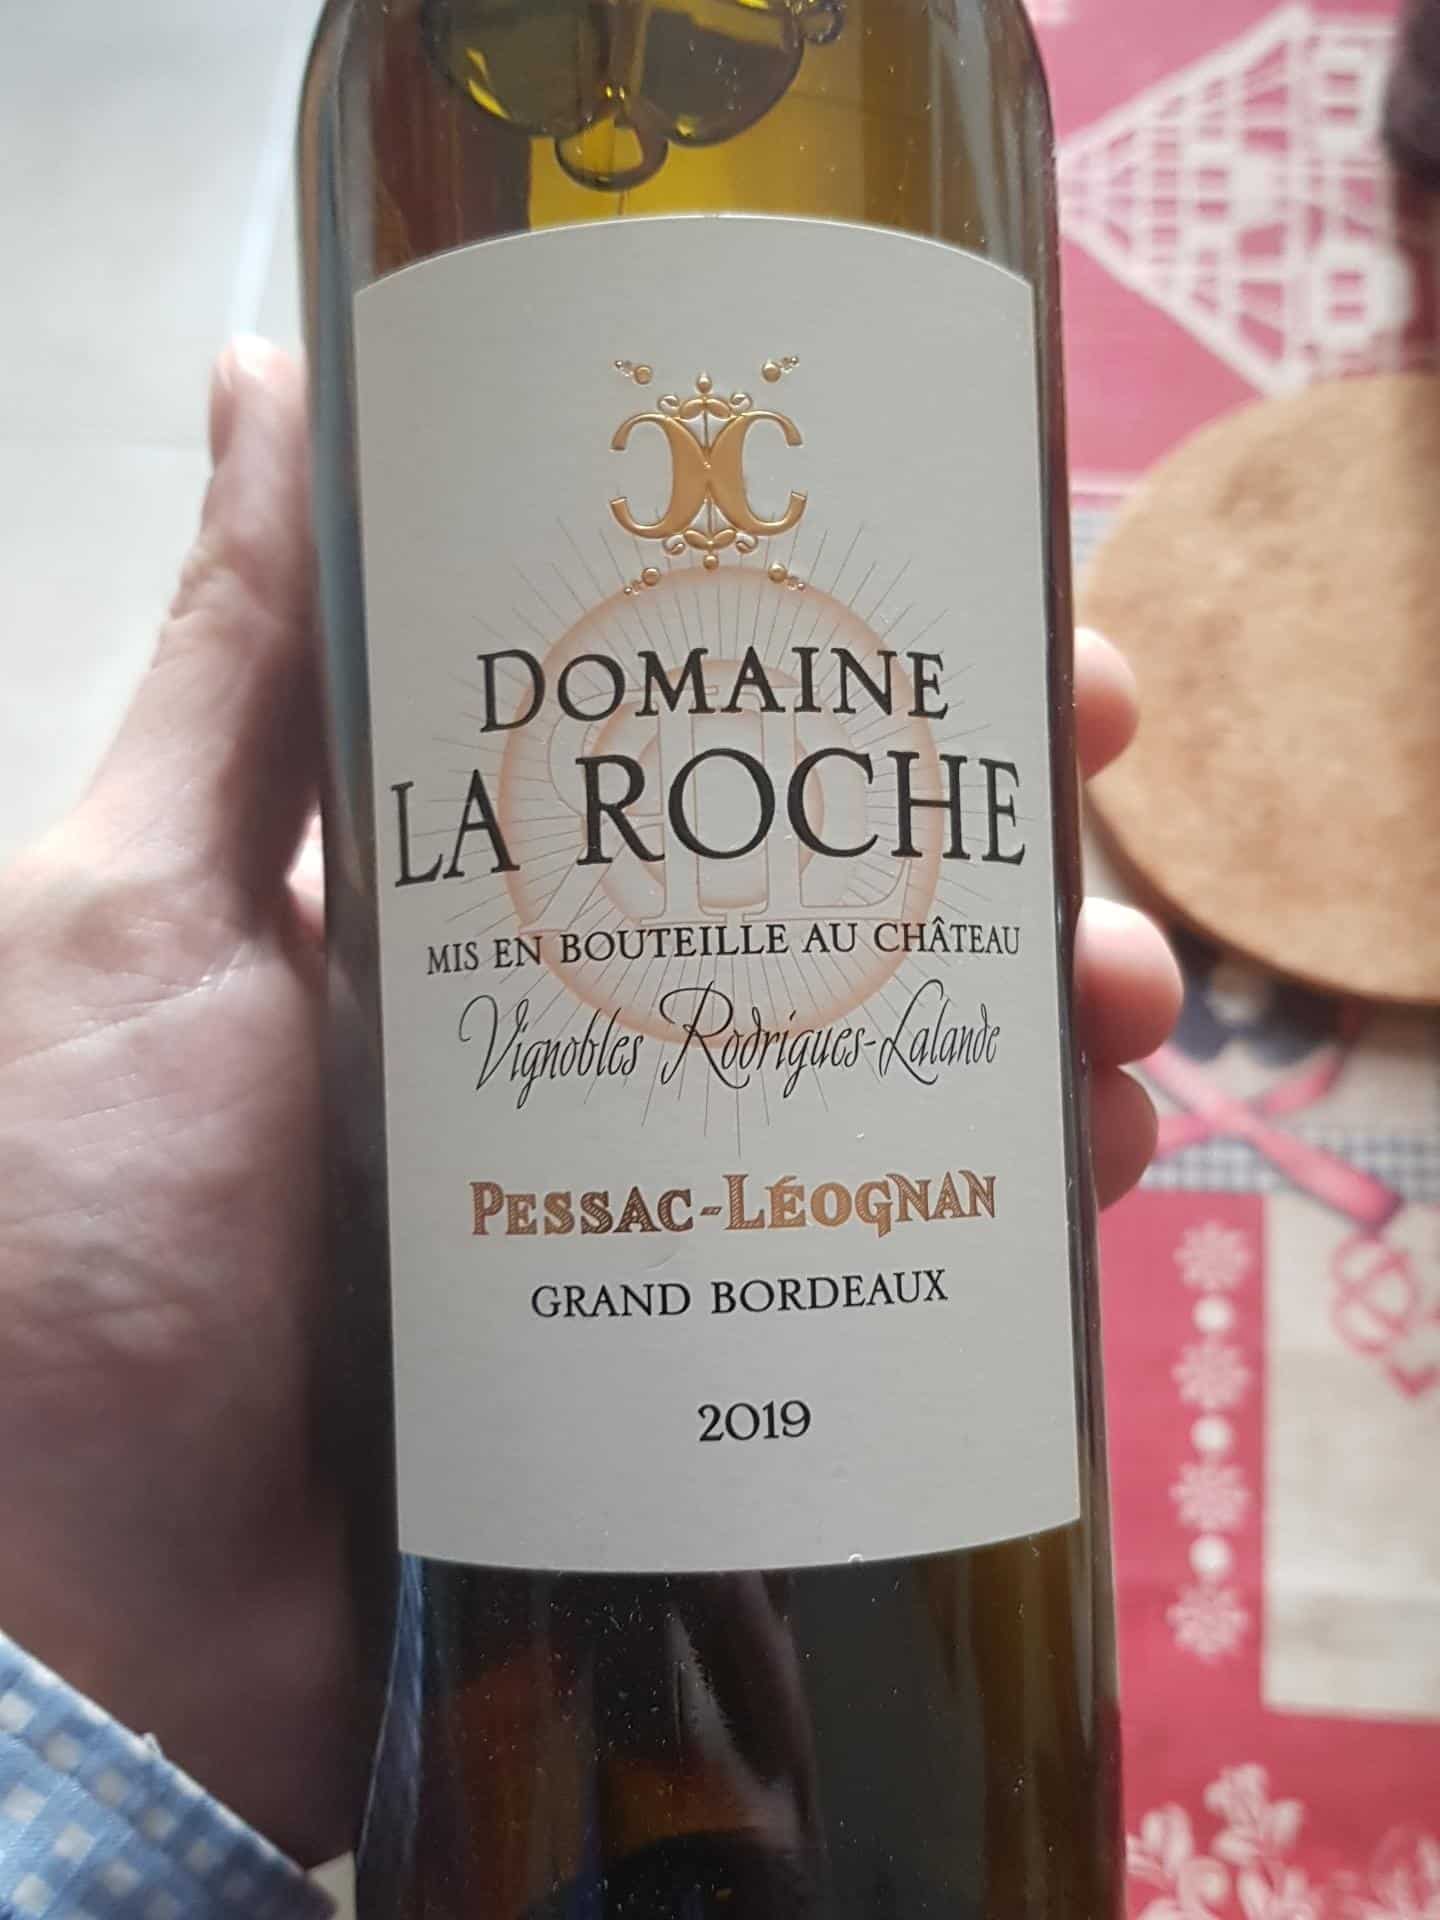 DOMAINE
LA ROCHE
MIS EN BOUTEILLE AU CHÂTEAU
Vignobles Rodrigues-Lalande
PESSAC-LÉOGNAN
GRAND BORDEAUX
2019